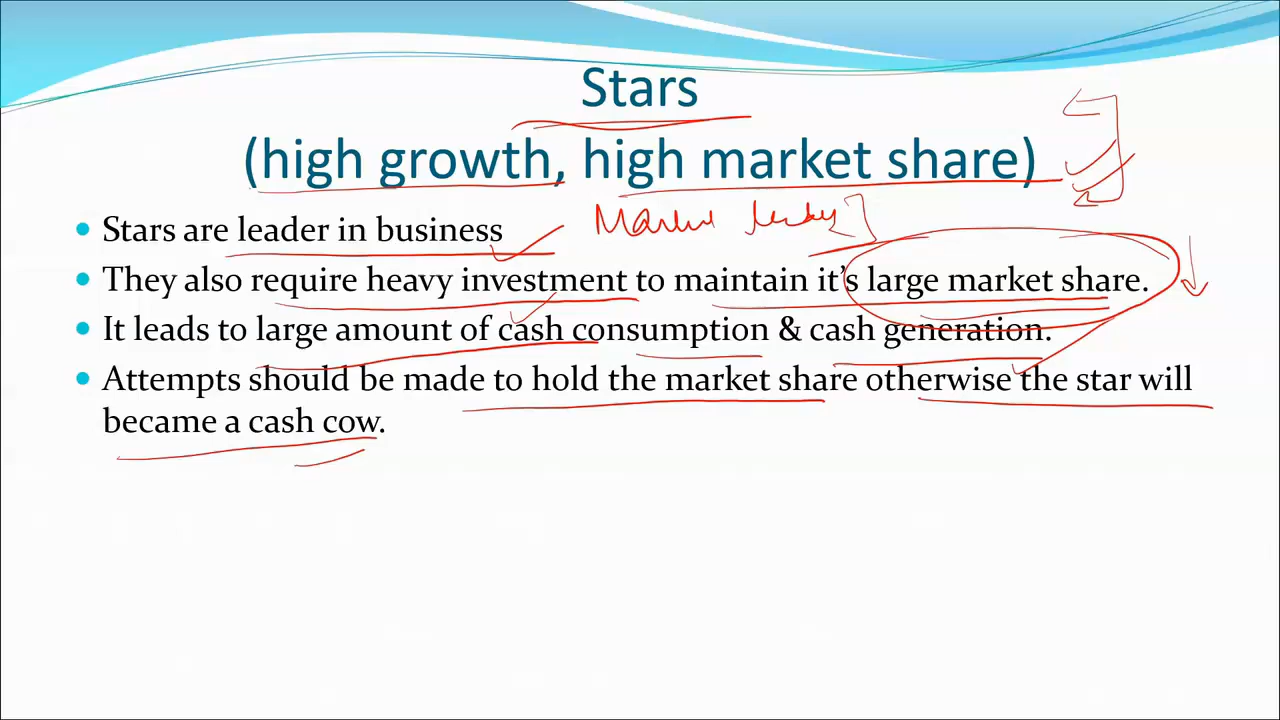 Stars
(high growth, high market share)
• Stars are leader in business
Market leader
• They also require heavy investment to maintain it’s large market share.
• It leads to large amount of cash consumption & cash generation.
• Attempts should be made to hold the market share otherwise the star will
became a cash cow.